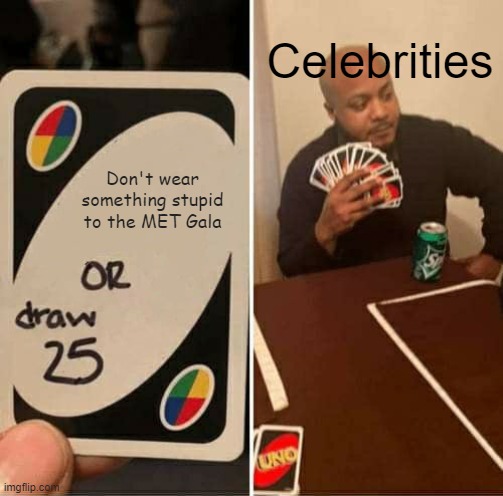 Celebrities
Don't wear
something stupid
to the MET Gala
OR
draw
25
UNO
imgflip.com